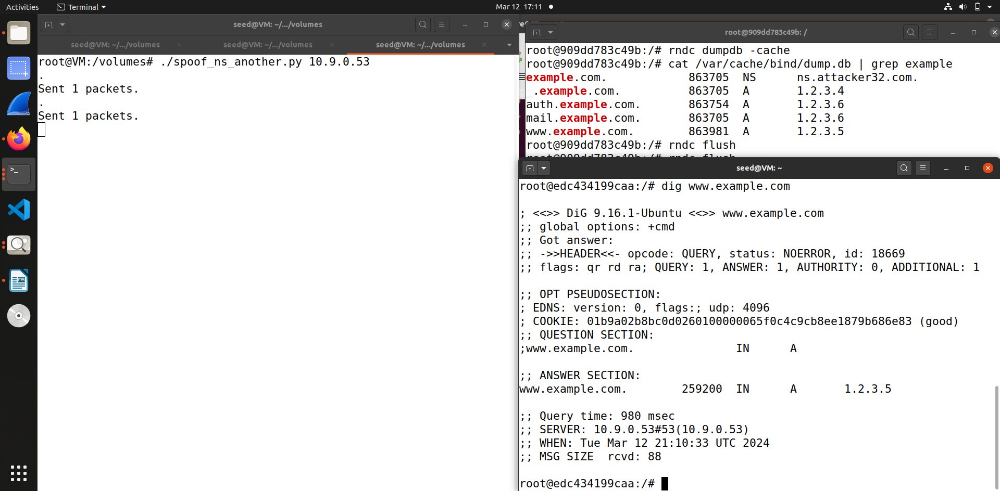 Activities
Terminal
Mar 12 17:11
seed@VM: ~/.../volumes
seed@VM: ~/.../volumes
seed@VM: ~/.../volumes
seed@VM: ~/.../volumes
root@VM:/volumes# ./spoof_ns_another.py 10.9.0.53
.
Sent 1 packets.
.
Sent 1 packets.
root@909dd783c49b: /
root@909dd783c49b:/# rndc dumpdb -cache
root@909dd783c49b:/# cat /var/cache/bind/dump.db | grep example
example.com. 863705 NS ns.attacker32.com.
_.example.com. 863705 A 1.2.3.4
auth.example.com. 863754 A 1.2.3.6
mail.example.com. 863705 A 1.2.3.6
www.example.com. 863981 A 1.2.3.5
root@909dd783c49b:/# rndc flush
root@909dd783c49b:/# rndc flush
seed@VM: ~
root@edc434199caa:/# dig www.example.com
; <<>> DiG 9.16.1-Ubuntu <<>> www.example.com
;; global options: +cmd
;; Got answer:
;; ->>HEADER<<- opcode: QUERY, status: NOERROR, id: 18669
;; flags: qr rd ra; QUERY: 1, ANSWER: 1, AUTHORITY: 0, ADDITIONAL: 1
;; OPT PSEUDOSECTION:
; EDNS: version: 0, flags:; udp: 4096
; COOKIE: 01b9a02b8bc0d0260100000065f0c4c9cb8ee1879b686e83 (good)
;; QUESTION SECTION:
;www.example.com. IN A
;; ANSWER SECTION:
www.example.com. 259200 IN A 1.2.3.5
;; Query time: 980 msec
;; SERVER: 10.9.0.53#53(10.9.0.53)
;; WHEN: Tue Mar 12 21:10:33 UTC 2024
;; MSG SIZE rcvd: 88
root@edc434199caa:/#